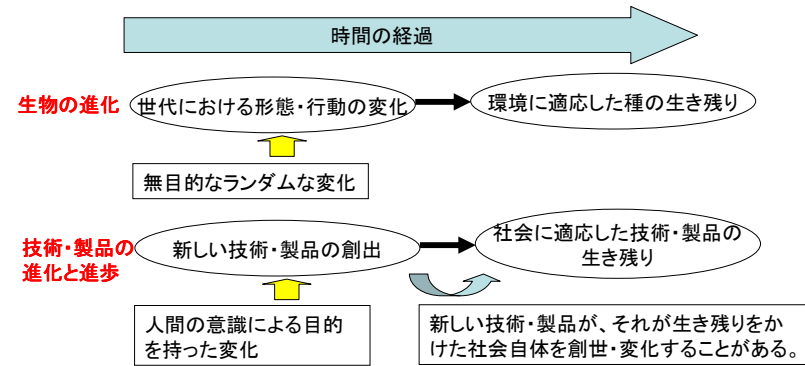 時間の経過
生物の進化
世代における形態・行動の変化
環境に適応した種の生き残り
無目的なランダムな変化
技術・製品の
進化と進歩
新しい技術・製品の創出
社会に適応した技術・製品の
生き残り
人間の意識による目的
を持った変化
新しい技術・製品が、それが生き残りをか
けた社会自体を創世・変化することがある。